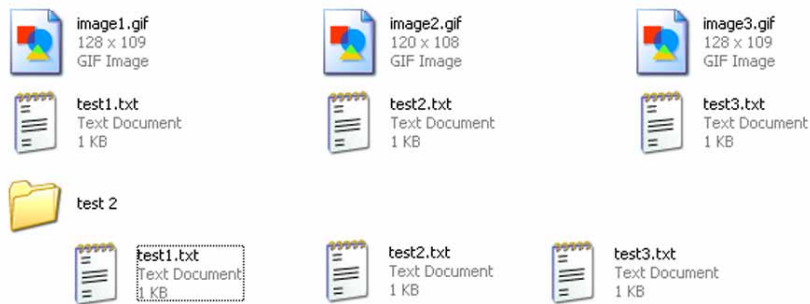 image1.gif
128 x 109
GIF Image
image2.gif
120 x 108
GIF Image
image3.gif
128 x 109
GIF Image
test1.txt
Text Document
1 KB
test2.txt
Text Document
1 KB
test3.txt
Text Document
1 KB
test 2
test1.txt
Text Document
1 KB
test2.txt
Text Document
1 KB
test3.txt
Text Document
1 KB